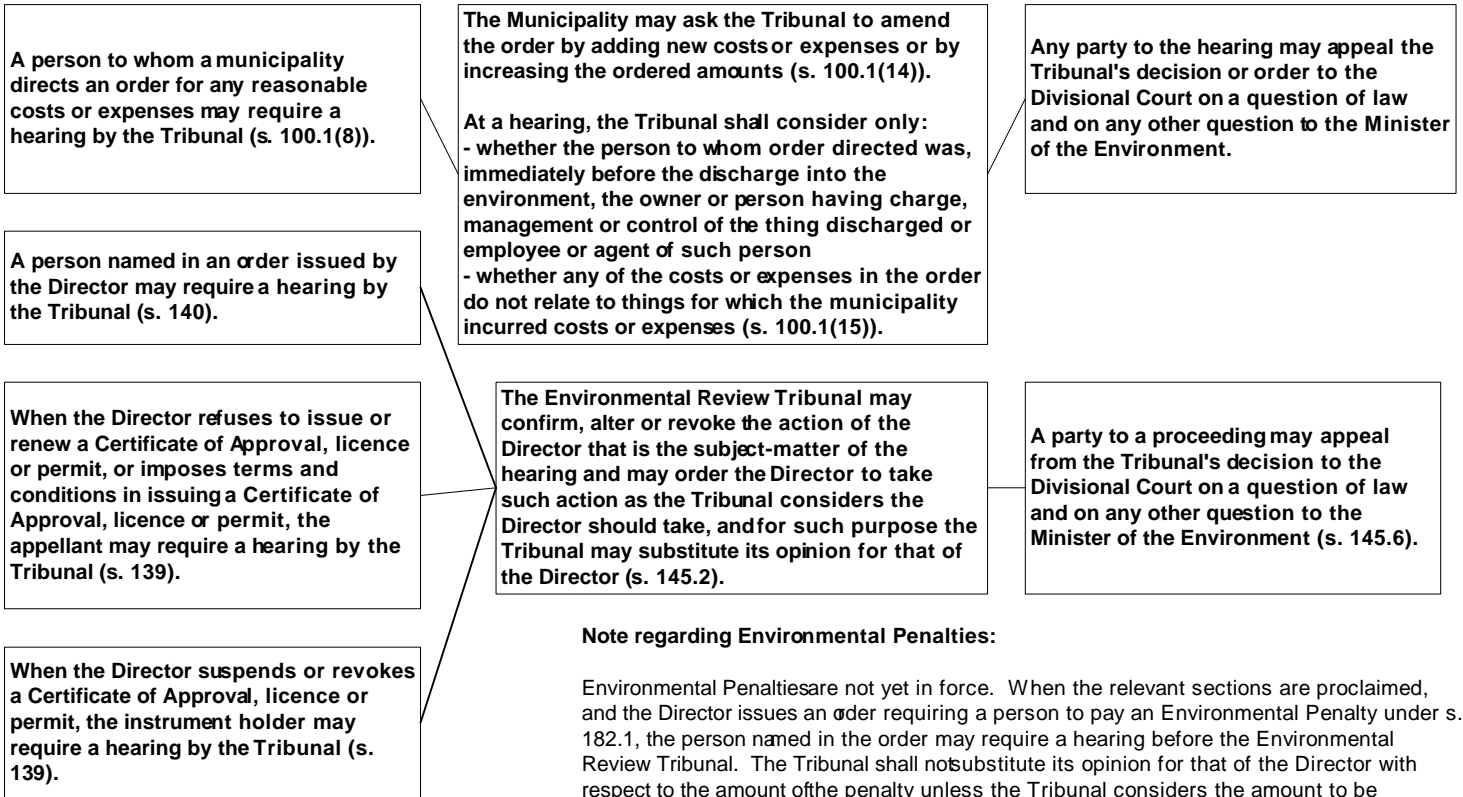 A person to whom a municipality
directs an order for any reasonable
costs or expenses may require a
hearing by the Tribunal (s. 100.1(8)).
The Municipality may ask the Tribunal to amend
the order by adding new costs or expenses or by
increasing the ordered amounts (s. 100.1(14)).
At a hearing, the Tribunal shall consider only:
- whether the person to whom order directed was,
immediately before the discharge into the
environment, the owner or person having charge,
management or control of the thing discharged or
employee or agent of such person
- whether any of the costs or expenses in the order
do not relate to things for which the municipality
incurred costs or expenses (s. 100.1(15)).
Any party to the hearing may appeal the
Tribunal's decision or order to the
Divisional Court on a question of law
and on any other question to the Minister
of the Environment.
A person named in an order issued by
the Director may require a hearing by
the Tribunal (s. 140).
When the Director refuses to issue or
renew a Certificate of Approval, licence
or permit, or imposes terms and
conditions in issuing a Certificate of
Approval, licence or permit, the
appellant may require a hearing by the
Tribunal (s. 139).
When the Director suspends or revokes
a Certificate of Approval, licence or
permit, the instrument holder may
require a hearing by the Tribunal (s.
139).
The Environmental Review Tribunal may
confirm, alter or revoke the action of the
Director that is the subject-matter of the
hearing and may order the Director to take
such action as the Tribunal considers the
Director should take, and for such purpose the
Tribunal may substitute its opinion for that of
the Director (s. 145.2).
A party to a proceeding may appeal
from the Tribunal's decision to the
Divisional Court on a question of law
and on any other question to the
Minister of the Environment (s. 145.6).
Note regarding Environmental Penalties:
Environmental Penalties are not yet in force. When the relevant sections are proclaimed,
and the Director issues an order requiring a person to pay an Environmental Penalty under s.
182.1, the person named in the order may require a hearing before the Environmental
Review Tribunal. The Tribunal shall not substitute its opinion for that of the Director with
respect to the amount of the penalty unless the Tribunal considers the amount to be